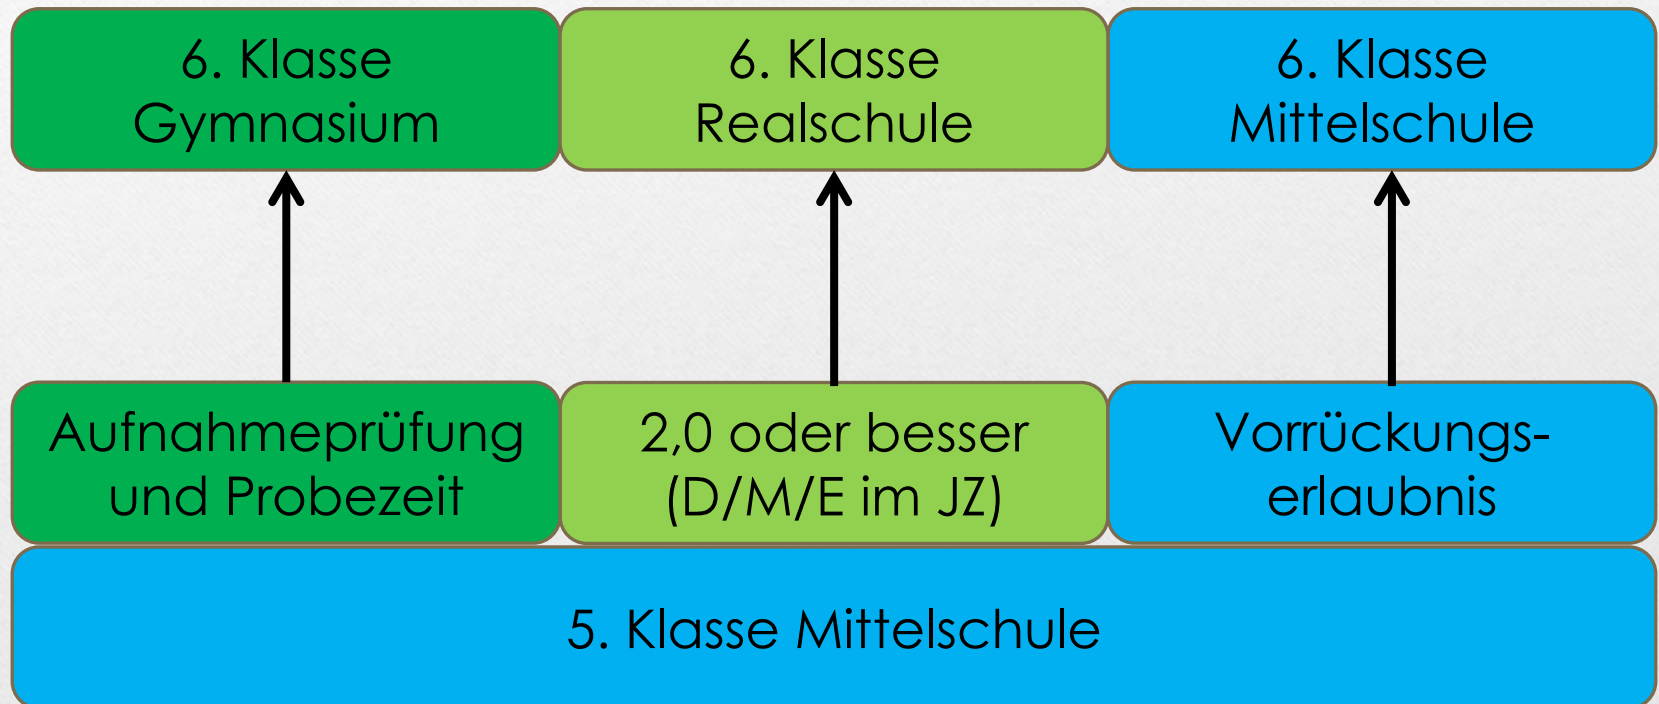 6. Klasse
Gymnasium
6. Klasse
Realschule
6. Klasse
Mittelschule
Aufnahmeprüfung
und Probezeit
2,0 oder besser
(D/M/E im JZ)
Vorrückungs-
erlaubnis
5. Klasse Mittelschule